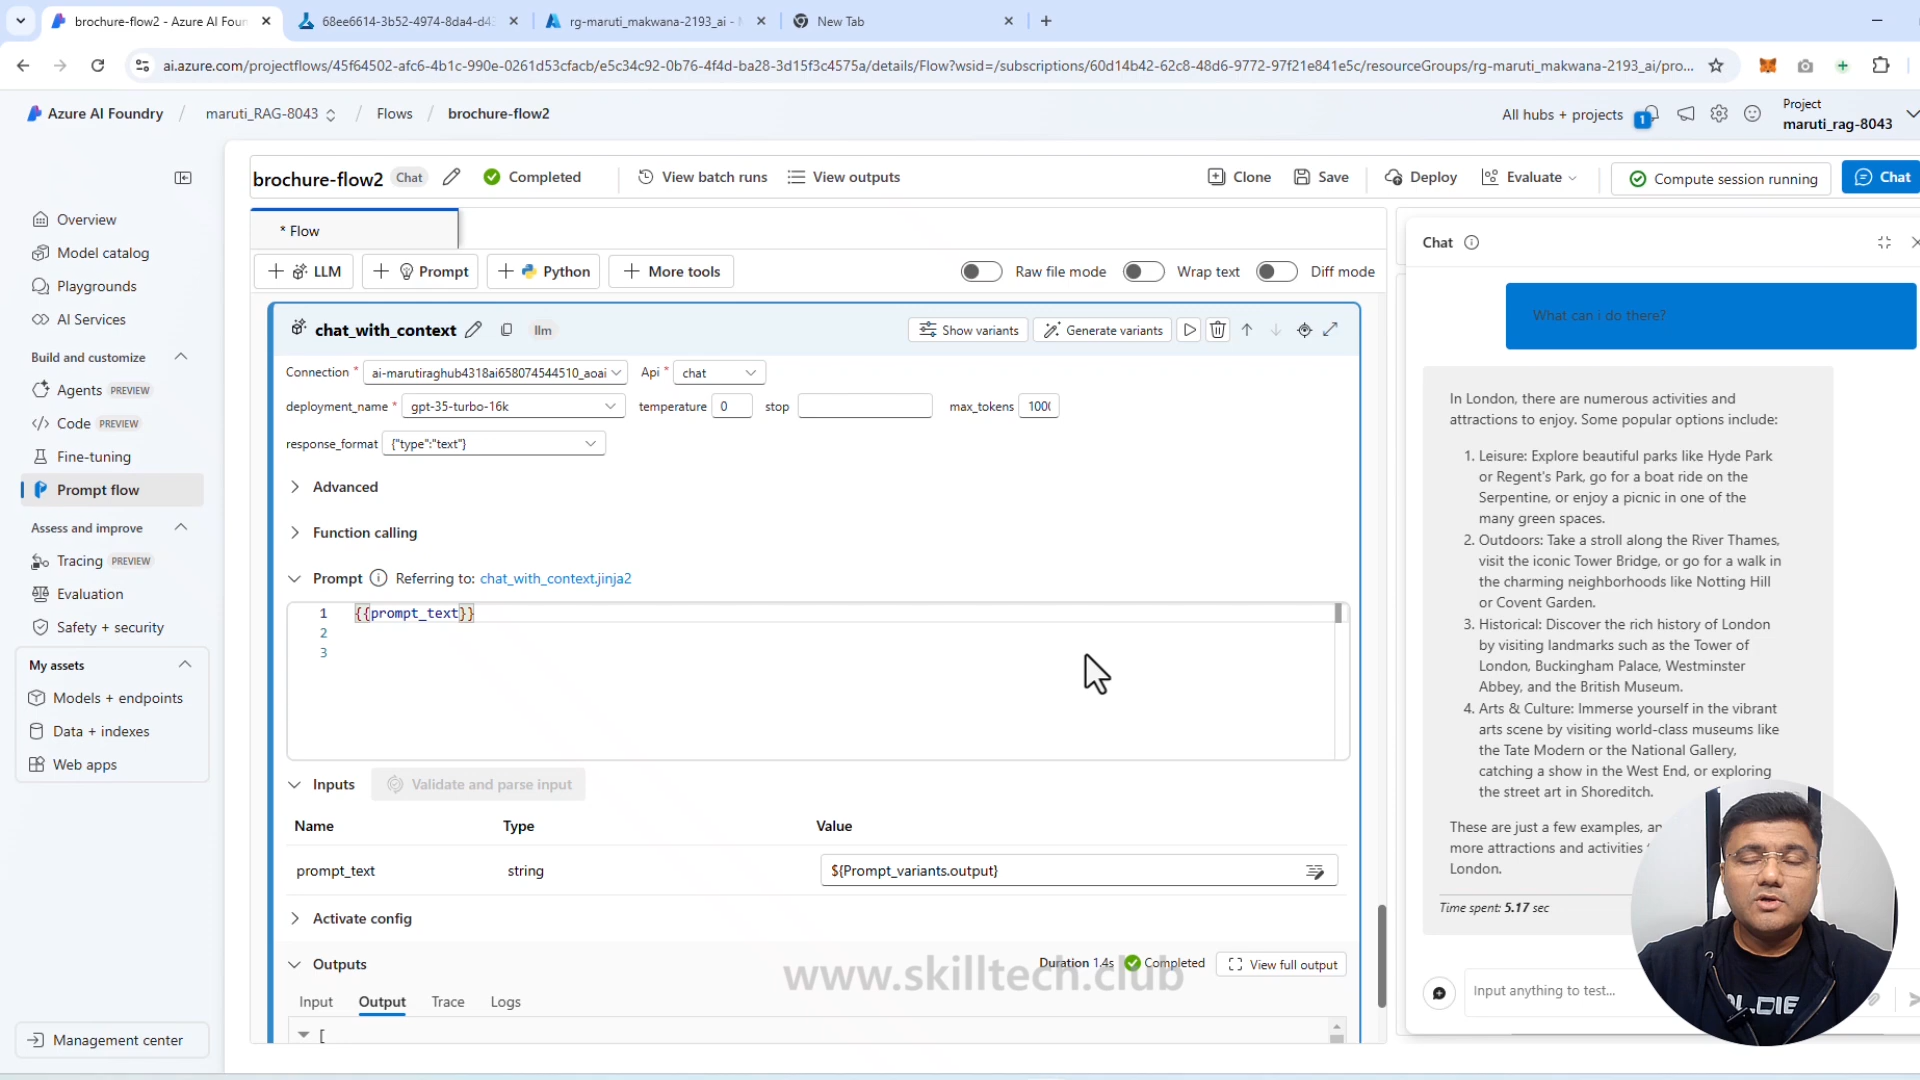 brochure-flow2 - Azure AI Foun
68ee6614-3b52-4974-8da4-d4
rg-maruti_makwana-2193_ai -
New Tab
ai.azure.com/projectflows/45f64502-afc6-4b1c-990e-0261d53cfacb/e5c34c92-0b76-4f4d-ba28-3d15f3c4575a/details/Flow?wsid=/subscriptions/60d14b42-62c8-48d6-9772-97f21e841e5c/resourceGroups/rg-maruti_makwana-2193_ai/pro...
Azure AI Foundry / maruti_RAG-8043 / Flows / brochure-flow2
All hubs + projects
1
Project
maruti_rag-8043
Overview
Model catalog
Playgrounds
AI Services
Build and customize
Agents PREVIEW
Code PREVIEW
Fine-tuning
Prompt flow
Assess and improve
Tracing PREVIEW
Evaluation
Safety + security
My assets
Models + endpoints
Data + indexes
Web apps
Management center
brochure-flow2 Chat Completed View batch runs View outputs Clone Save Deploy Evaluate Compute session running Chat
* Flow
LLM Prompt Python More tools Raw file mode Wrap text Diff mode
chat_with_context llm Show variants Generate variants
Connection * ai-marutiraghub4318ai658074544510_aoai Api * chat
deployment_name * gpt-35-turbo-16k temperature 0 stop max_tokens 100
response_format {"type":"text"}
Advanced
Function calling
Prompt Referring to: chat_with_context.jinja2
1 {{prompt_text}}
2
3
Inputs Validate and parse input
Name Type Value
prompt_text string ${Prompt_variants.output}
Activate config
Outputs Duration 1.4s Completed View full output
www.skilltech.club
Input Output Trace Logs
[
Chat
What can i do there?
In London, there are numerous activities and
attractions to enjoy. Some popular options include:
1. Leisure: Explore beautiful parks like Hyde Park
or Regent's Park, go for a boat ride on the
Serpentine, or enjoy a picnic in one of the
many green spaces.
2. Outdoors: Take a stroll along the River Thames,
visit the iconic Tower Bridge, or go for a walk in
the charming neighborhoods like Notting Hill
or Covent Garden.
3. Historical: Discover the rich history of London
by visiting landmarks such as the Tower of
London, Buckingham Palace, Westminster
Abbey, and the British Museum.
4. Arts & Culture: Immerse yourself in the vibrant
arts scene by visiting world-class museums like
the Tate Modern or the National Gallery,
catching a show in the West End, or exploring
the street art in Shoreditch.
These are just a few examples, an
more attractions and activities
London.
Time spent: 5.17 sec
Input anything to test...